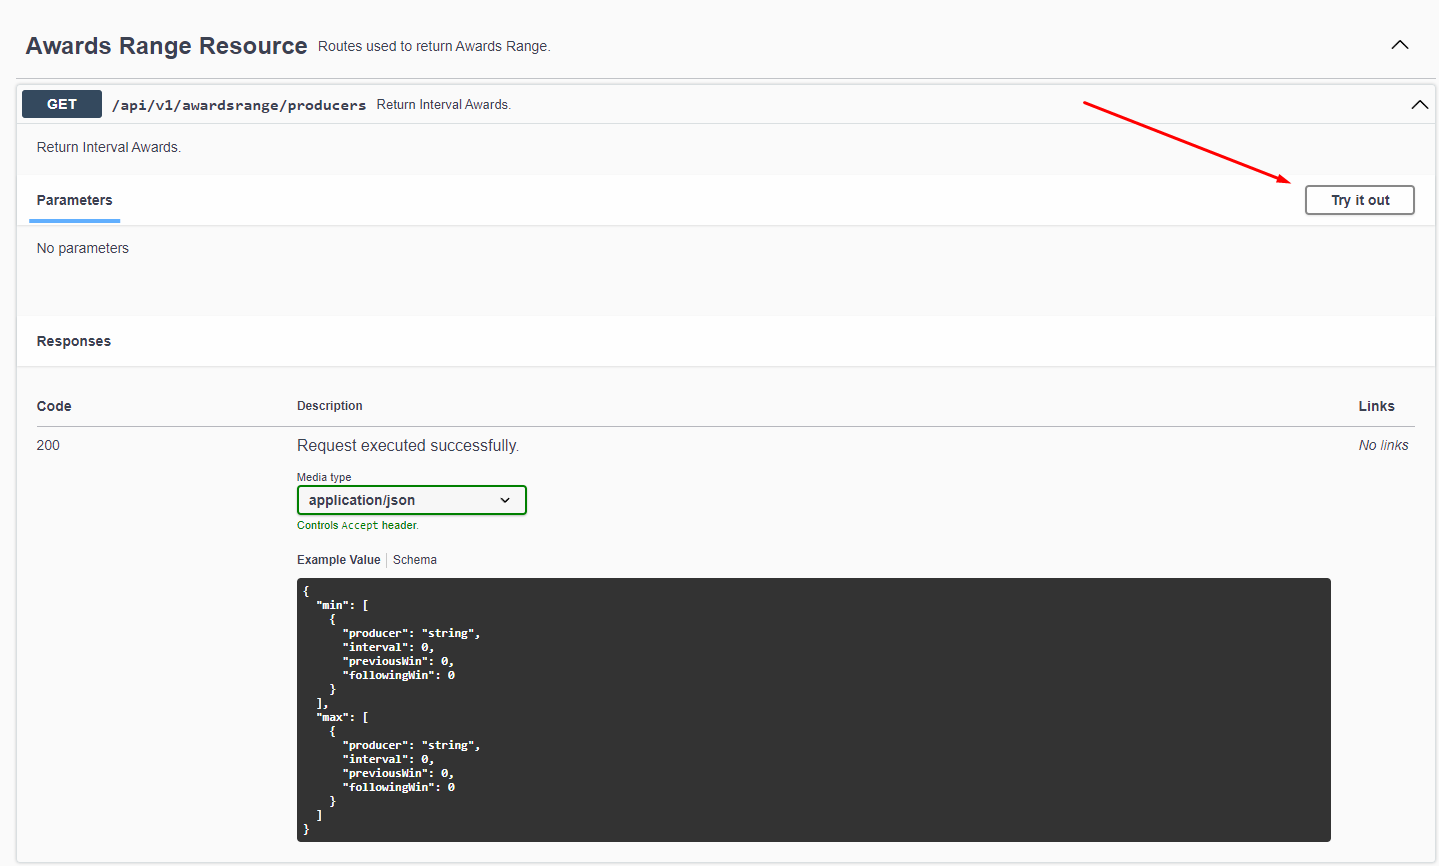 Awards Range Resource Routes used to return Awards Range.
GET /api/v1/awardsrange/producers Return Interval Awards.
Return Interval Awards.
Parameters Try it out
No parameters
Responses
Code Description Links
200 Request executed successfully. No links
Media type
application/json
Controls Accept header.
Example Value Schema
{
  "min": [
    {
      "producer": "string",
      "interval": 0,
      "previousWin": 0,
      "followingWin": 0
    }
  ],
  "max": [
    {
      "producer": "string",
      "interval": 0,
      "previousWin": 0,
      "followingWin": 0
    }
  ]
}